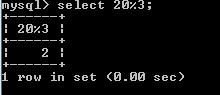 mysql> select 20%3;
+------+
| 20%3 |
+------+
|    2 |
+------+
1 row in set (0.00 sec)